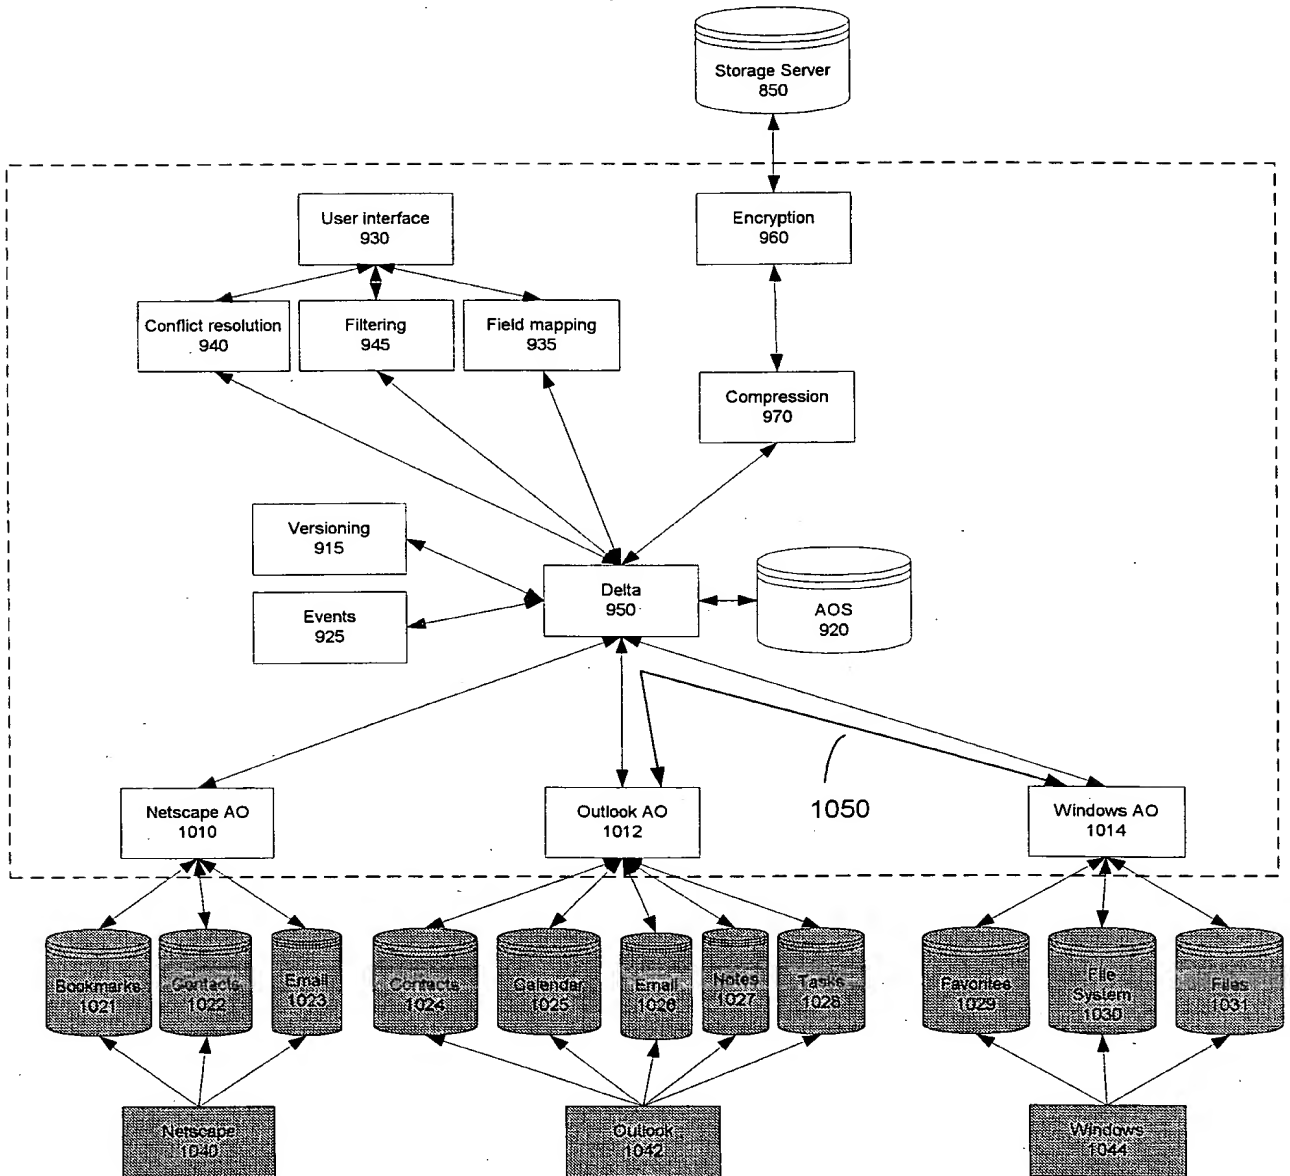 Storage Server
850
User interface
930
Encryption
960
Conflict resolution
940
Filtering
945
Field mapping
935
Compression
970
Versioning
915
Events
925
Delta
950
AOS
920
1050
Netscape AO
1010
Outlook AO
1012
Windows AO
1014
Bookmarks
1021
Contacts
1022
Email
1023
Contacts
1024
Calendar
1025
Email
1026
Notes
1027
Tasks
1028
Favorites
1029
File
System
1030
Files
1031
Netscape
1040
Outlook
1042
Windows
1044